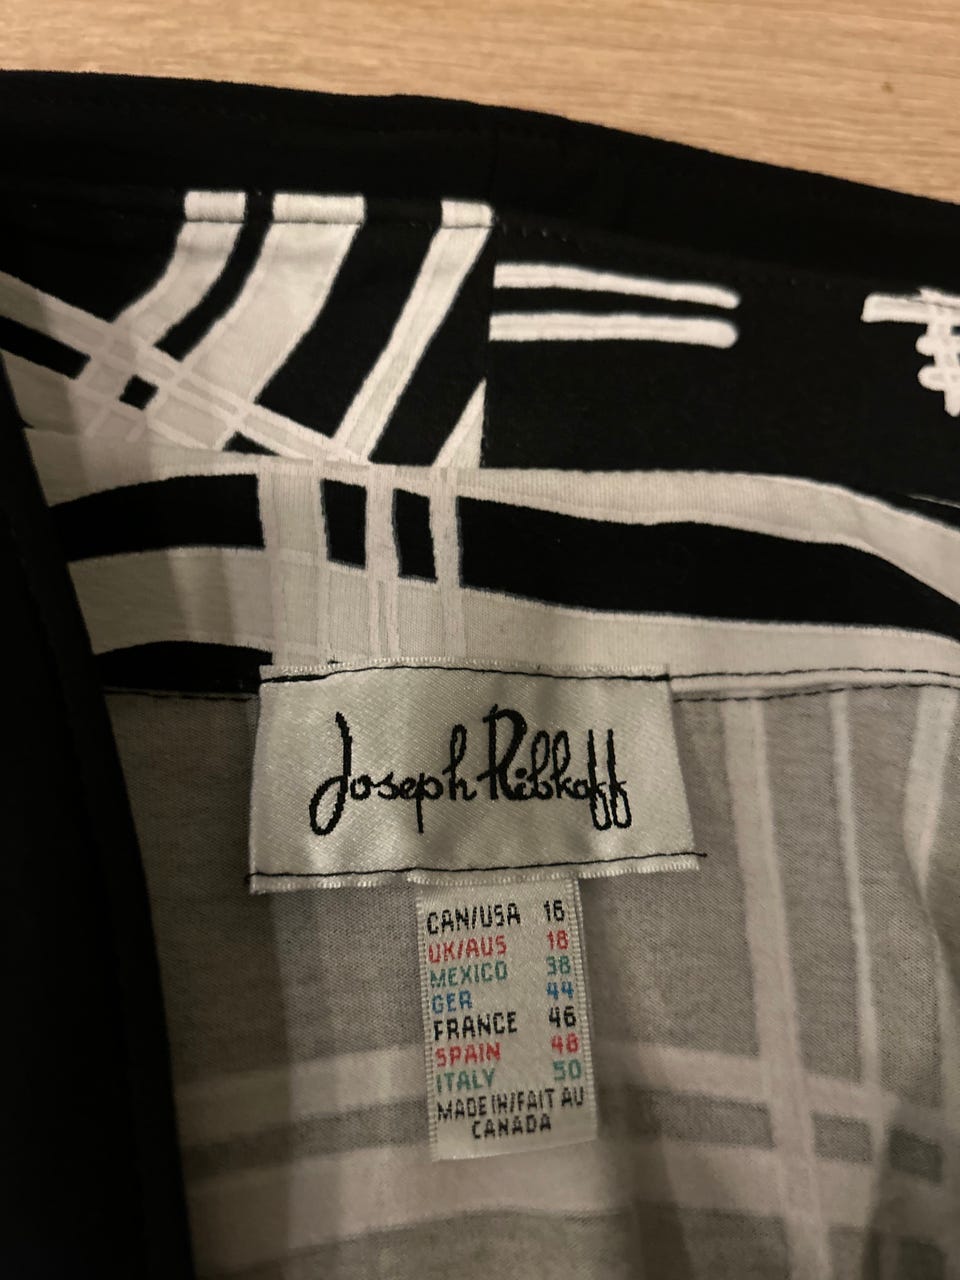 Joseph Ribkoff
CAN/USA 16
UK/AUS 18
MEXICO 38
GER 44
FRANCE 46
SPAIN 48
ITALY 50
MADE IN/FAIT AU
CANADA